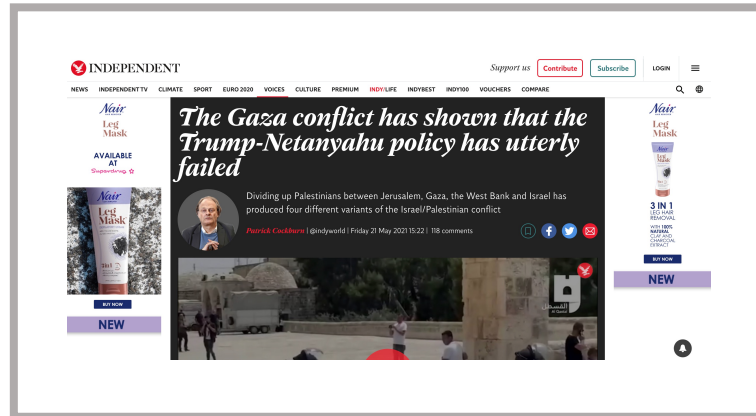 INDEPENDENT
Support us Contribute Subscribe LOGIN
NEWS INDEPENDENT TV CLIMATE SPORT EURO 2020 VOICES CULTURE PREMIUM INDY/LIFE INDYBEST INDY100 VOUCHERS COMPARE
Nair
Leg
Mask
AVAILABLE
AT
Superdrug
Nair
Leg
Mask
BUY NOW
NEW
The Gaza conflict has shown that the
Trump-Netanyahu policy has utterly
failed
Dividing up Palestinians between Jerusalem, Gaza, the West Bank and Israel has
produced four different variants of the Israel/Palestinian conflict
Patrick Cockburn | @indyworld | Friday 21 May 2021 15:22 | 118 comments
القسطل
Al Qastal
Nair
Leg
Mask
3 IN 1
LEG HAIR
REMOVAL
WITH 100%
NATURAL
CLAY AND
CHARCOAL
EXTRACT
BUY NOW
NEW